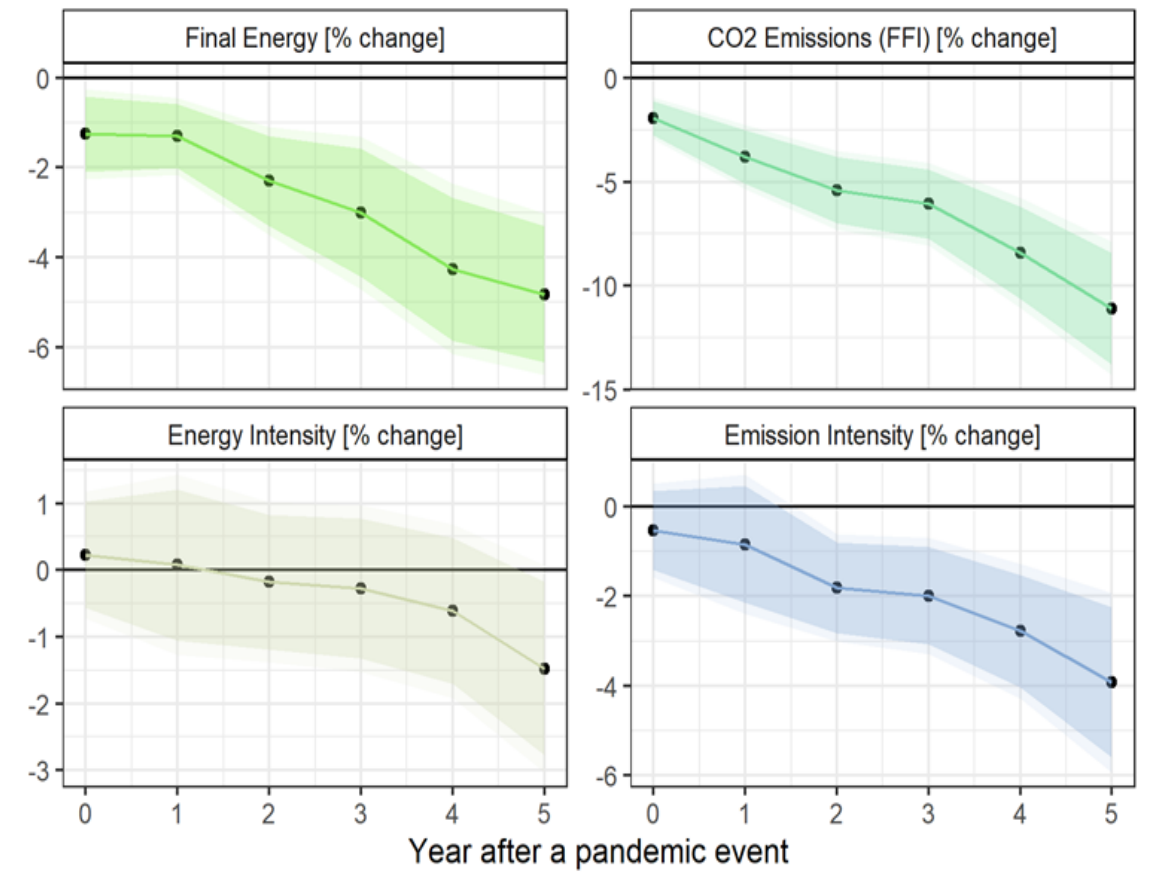 Final Energy [% change]
CO2 Emissions (FFI) [% change]
0
-2
-4
-6
0
-5
-10
-15
Energy Intensity [% change]
Emission Intensity [% change]
1
0
-1
-2
-3
0
-2
-4
-6
0 1 2 3 4 5
0 1 2 3 4 5
Year after a pandemic event